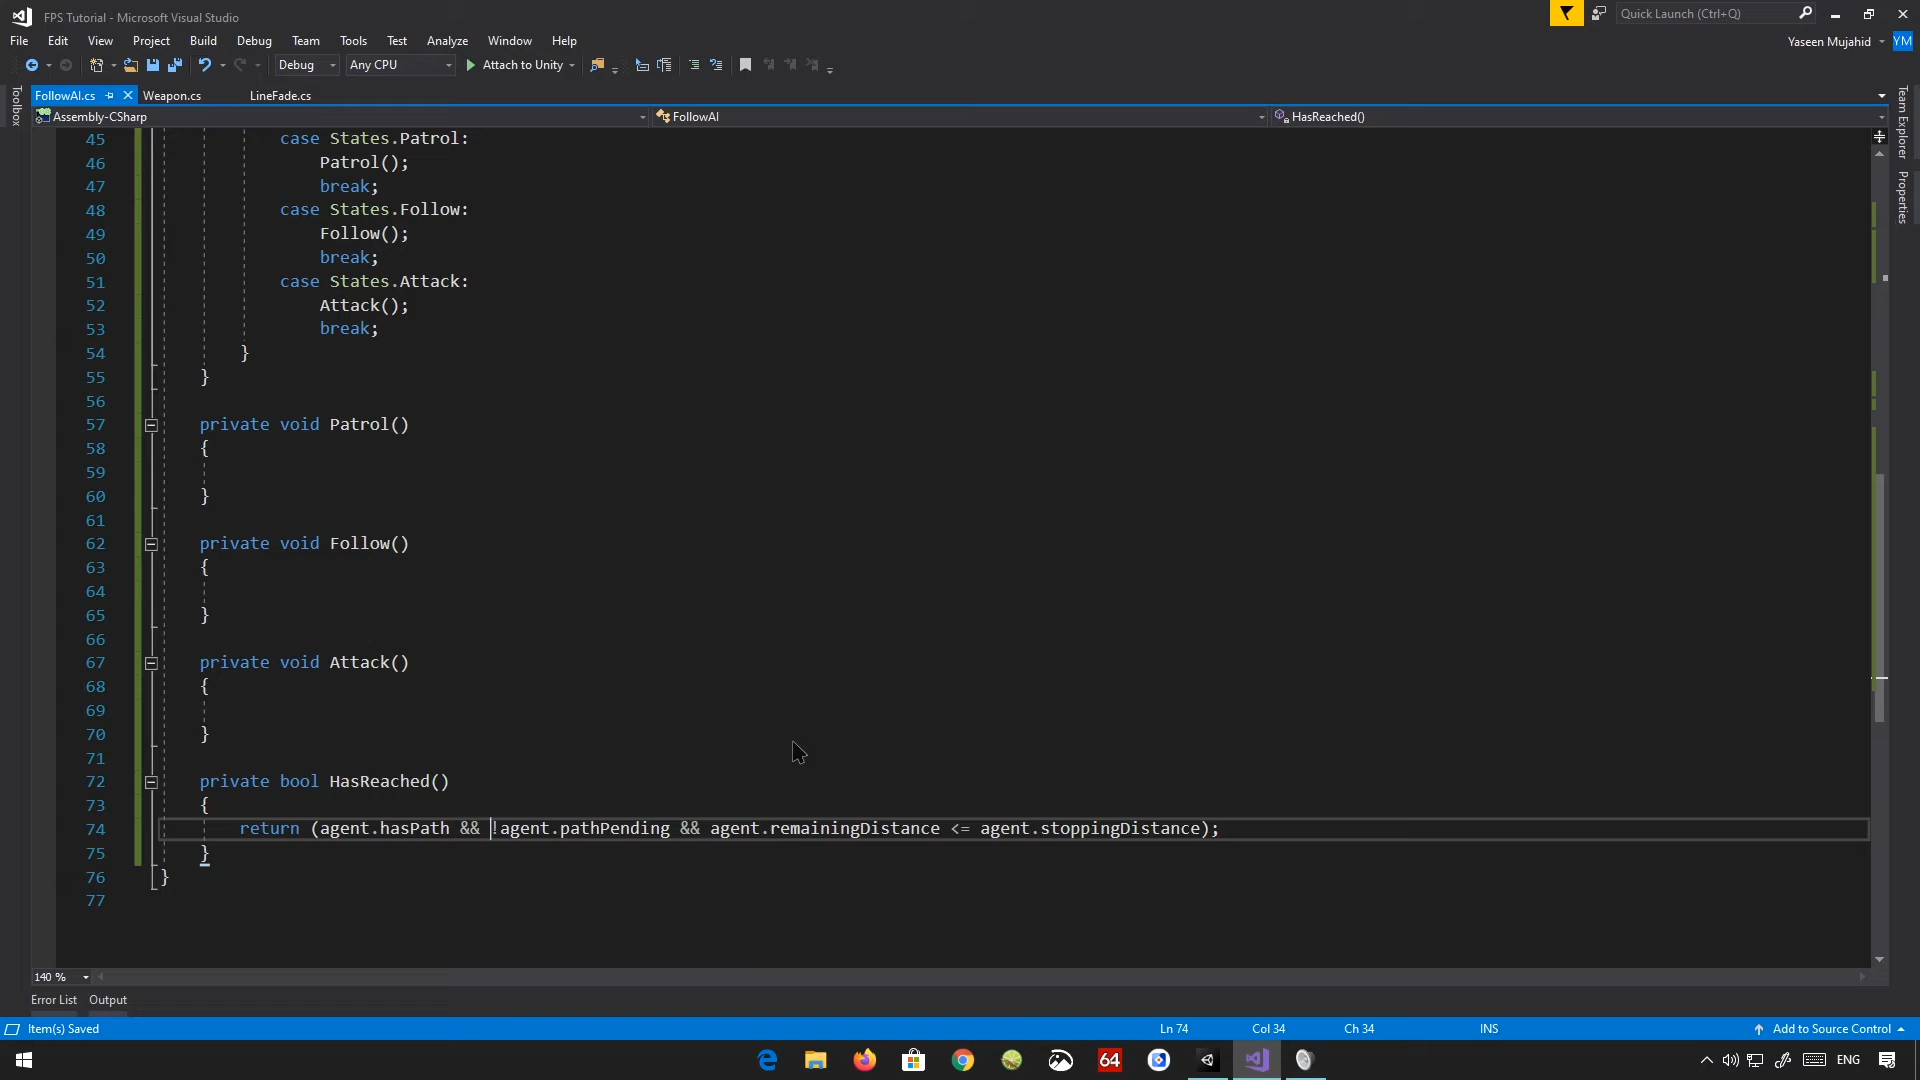 FPS Tutorial - Microsoft Visual Studio
Quick Launch (Ctrl+Q)
File Edit View Project Build Debug Team Tools Test Analyze Window Help
Yaseen Mujahid YM
Debug Any CPU Attach to Unity
FollowAI.cs Weapon.cs LineFade.cs
Assembly-CSharp FollowAI HasReached()
Toolbox
Team Explorer
Properties
45 case States.Patrol:
46 Patrol();
47 break;
48 case States.Follow:
49 Follow();
50 break;
51 case States.Attack:
52 Attack();
53 break;
54 }
55 }
56
57 private void Patrol()
58 {
59
60 }
61
62 private void Follow()
63 {
64
65 }
66
67 private void Attack()
68 {
69
70 }
71
72 private bool HasReached()
73 {
74 return (agent.hasPath && !agent.pathPending && agent.remainingDistance <= agent.stoppingDistance);
75 }
76 }
77
140 %
Error List Output
Item(s) Saved Ln 74 Col 34 Ch 34 INS Add to Source Control
64 ENG